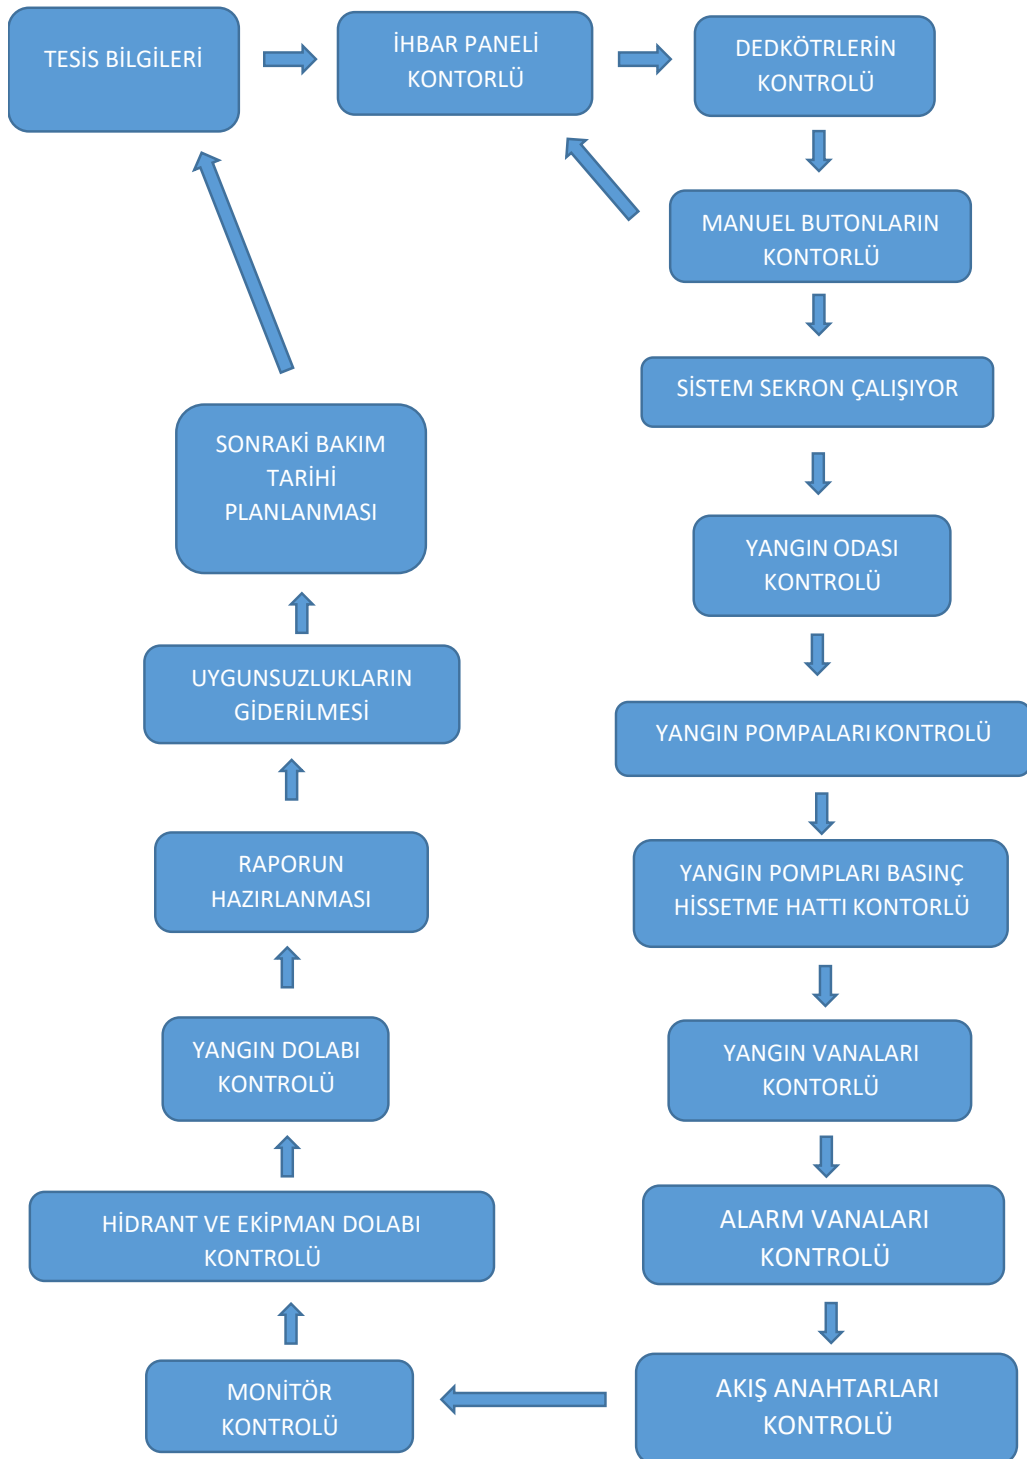 TESİS BİLGİLERİ
İHBAR PANELİ
KONTORLÜ
DEDKÖTRLERİN
KONTROLÜ
MANUEL BUTONLARIN
KONTORLÜ
SİSTEM SEKRON ÇALIŞIYOR
YANGIN ODASI
KONTROLÜ
YANGIN POMPALARI KONTROLÜ
YANGIN POMPLARI BASINÇ
HİSSETME HATTI KONTORLÜ
YANGIN VANALARI
KONTORLÜ
ALARM VANALARI
KONTROLÜ
AKIŞ ANAHTARLARI
KONTROLÜ
MONİTÖR
KONTROLÜ
HİDRANT VE EKİPMAN DOLABI
KONTROLÜ
YANGIN DOLABI
KONTROLÜ
RAPORUN
HAZIRLANMASI
UYGUNSUZLUKLARIN
GİDERİLMESİ
SONRAKİ BAKIM
TARİHİ
PLANLANMASI